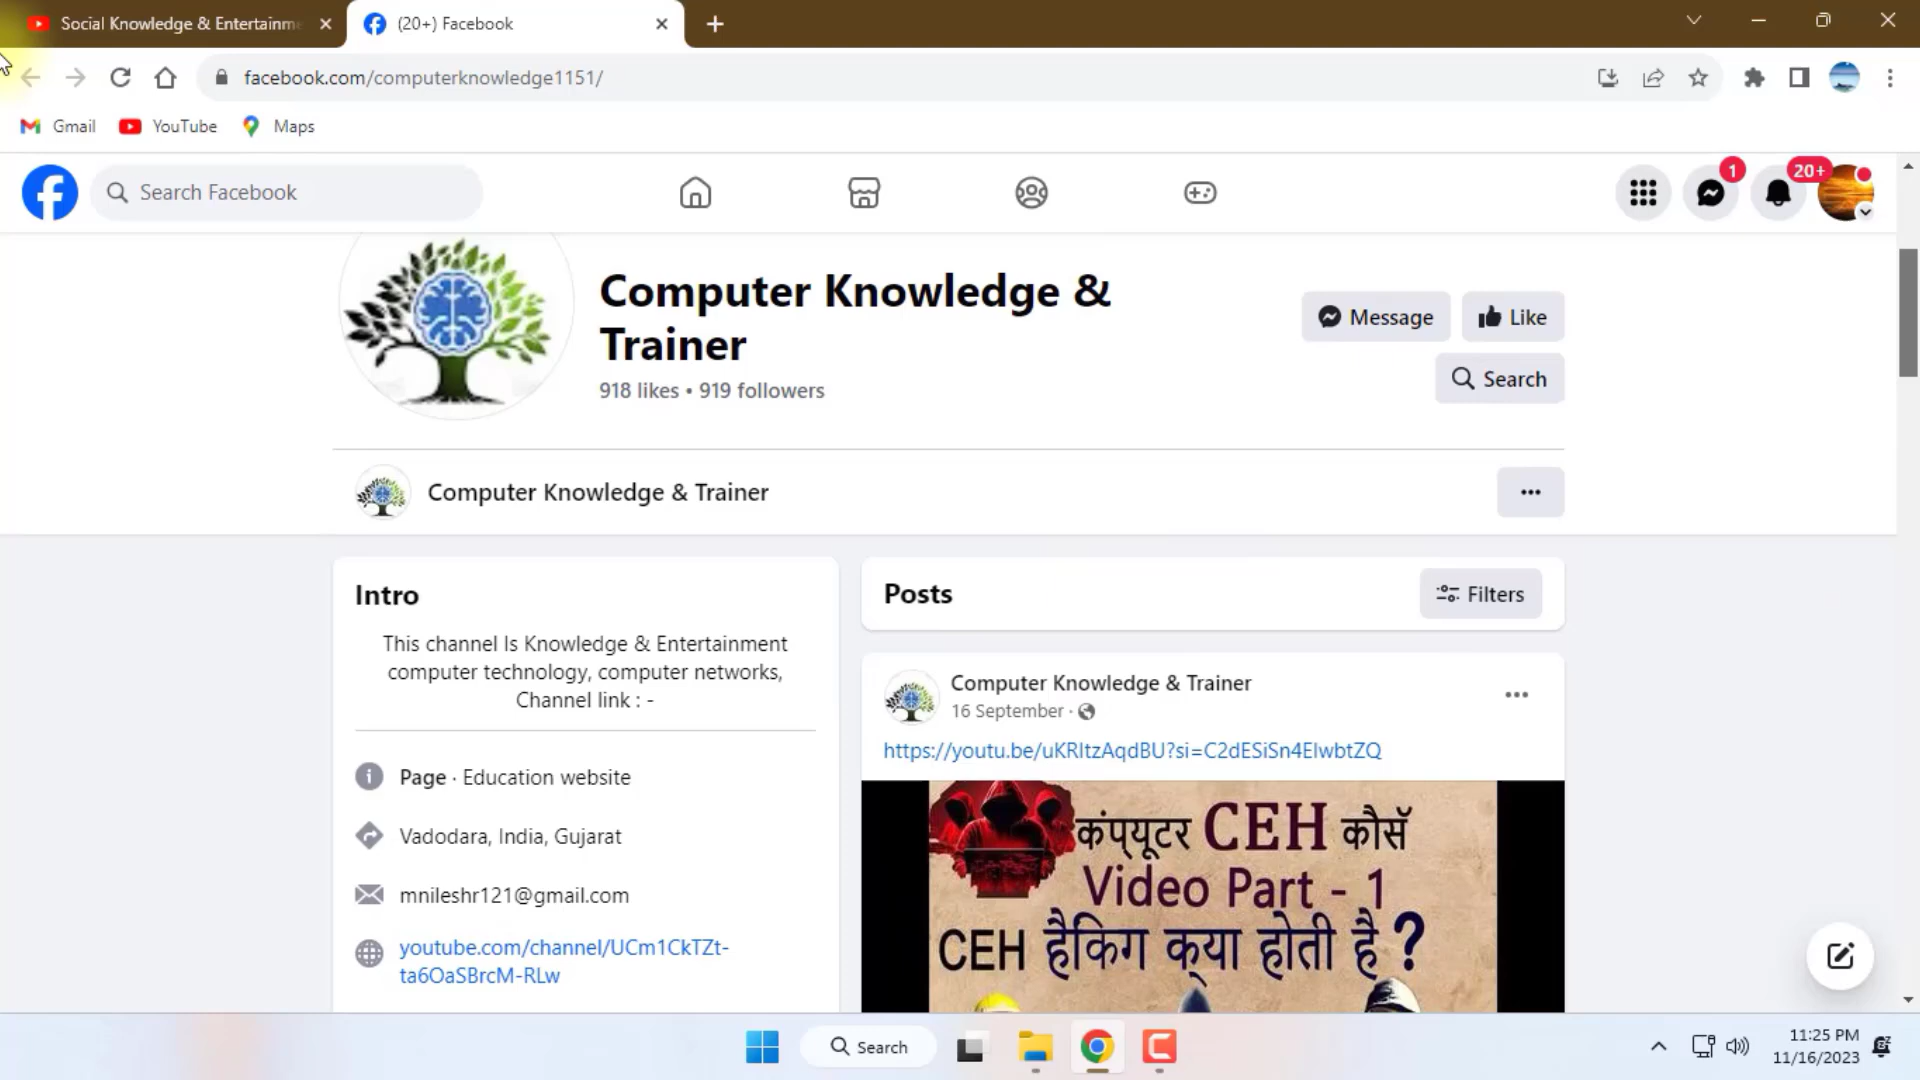 Social Knowledge & Entertainm
(20+) Facebook
facebook.com/computerknowledge1151/
Gmail
YouTube
Maps
Search Facebook
1
20+
Computer Knowledge &
Trainer
918 likes • 919 followers
Message
Like
Search
Computer Knowledge & Trainer
Intro
This channel Is Knowledge & Entertainment
computer technology, computer networks,
Channel link : -
Page · Education website
Vadodara, India, Gujarat
mnileshr121@gmail.com
youtube.com/channel/UCm1CkTZt-
ta6OaSBrcM-RLw
Posts
Filters
Computer Knowledge & Trainer
16 September ·
https://youtu.be/uKRItzAqdBU?si=C2dESiSn4EIwbtZQ
कंप्यूटर CEH कौर्स
Video Part - 1
CEH हैकिंग क्या होती है ?
Search
11:25 PM
11/16/2023